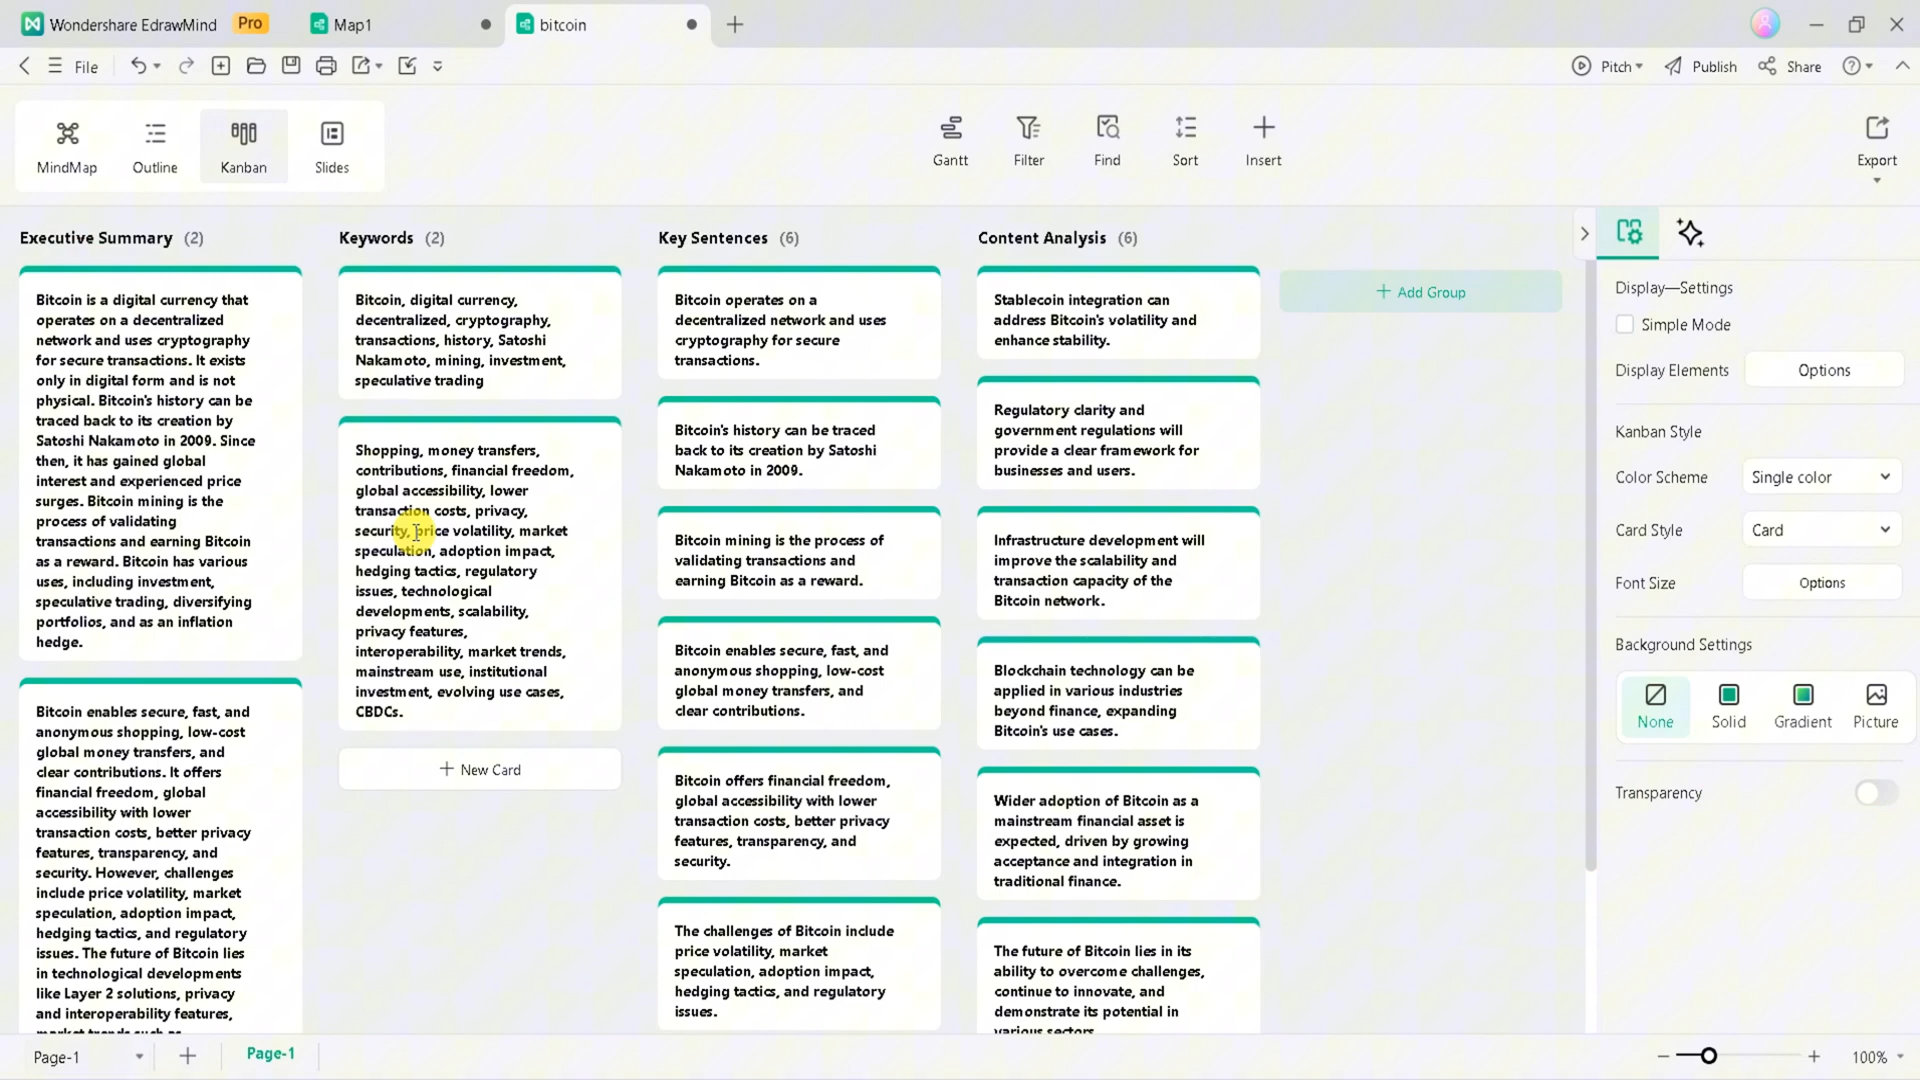 Wondershare EdrawMind Pro
Map1
bitcoin
File
Pitch
Publish
Share
MindMap
Outline
Kanban
Slides
Gantt
Filter
Find
Sort
Insert
Export
Executive Summary (2)
Bitcoin is a digital currency that
operates on a decentralized
network and uses cryptography
for secure transactions. It exists
only in digital form and is not
physical. Bitcoin's history can be
traced back to its creation by
Satoshi Nakamoto in 2009. Since
then, it has gained global
interest and experienced price
surges. Bitcoin mining is the
process of validating
transactions and earning Bitcoin
as a reward. Bitcoin has various
uses, including investment,
speculative trading, diversifying
portfolios, and as an inflation
hedge.
Bitcoin enables secure, fast, and
anonymous shopping, low-cost
global money transfers, and
clear contributions. It offers
financial freedom, global
accessibility with lower
transaction costs, better privacy
features, transparency, and
security. However, challenges
include price volatility, market
speculation, adoption impact,
hedging tactics, and regulatory
issues. The future of Bitcoin lies
in technological developments
like Layer 2 solutions, privacy
and interoperability features,
market trends such as
Keywords (2)
Bitcoin, digital currency,
decentralized, cryptography,
transactions, history, Satoshi
Nakamoto, mining, investment,
speculative trading
Shopping, money transfers,
contributions, financial freedom,
global accessibility, lower
transaction costs, privacy,
security, price volatility, market
speculation, adoption impact,
hedging tactics, regulatory
issues, technological
developments, scalability,
privacy features,
interoperability, market trends,
mainstream use, institutional
investment, evolving use cases,
CBDCs.
+ New Card
Key Sentences (6)
Bitcoin operates on a
decentralized network and uses
cryptography for secure
transactions.
Bitcoin's history can be traced
back to its creation by Satoshi
Nakamoto in 2009.
Bitcoin mining is the process of
validating transactions and
earning Bitcoin as a reward.
Bitcoin enables secure, fast, and
anonymous shopping, low-cost
global money transfers, and
clear contributions.
Bitcoin offers financial freedom,
global accessibility with lower
transaction costs, better privacy
features, transparency, and
security.
The challenges of Bitcoin include
price volatility, market
speculation, adoption impact,
hedging tactics, and regulatory
issues.
Content Analysis (6)
Stablecoin integration can
address Bitcoin's volatility and
enhance stability.
Regulatory clarity and
government regulations will
provide a clear framework for
businesses and users.
Infrastructure development will
improve the scalability and
transaction capacity of the
Bitcoin network.
Blockchain technology can be
applied in various industries
beyond finance, expanding
Bitcoin's use cases.
Wider adoption of Bitcoin as a
mainstream financial asset is
expected, driven by growing
acceptance and integration in
traditional finance.
The future of Bitcoin lies in its
ability to overcome challenges,
continue to innovate, and
demonstrate its potential in
various sectors.
+ Add Group
Display—Settings
Simple Mode
Display Elements Options
Kanban Style
Color Scheme Single color
Card Style Card
Font Size Options
Background Settings
None
Solid
Gradient
Picture
Transparency
Page-1
Page-1
100%